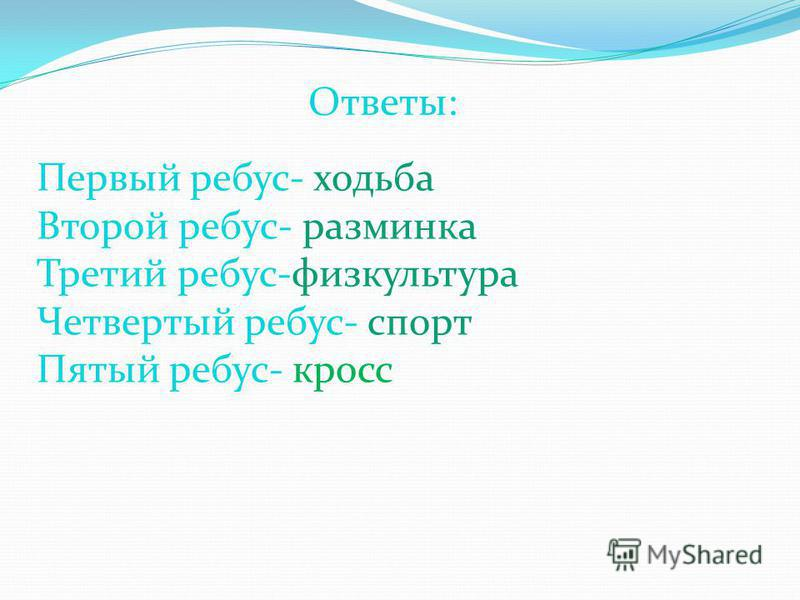 Ответы:
Первый ребус- ходьба
Второй ребус- разминка
Третий ребус-физкультура
Четвертый ребус- спорт
Пятый ребус- кросс
MyShared